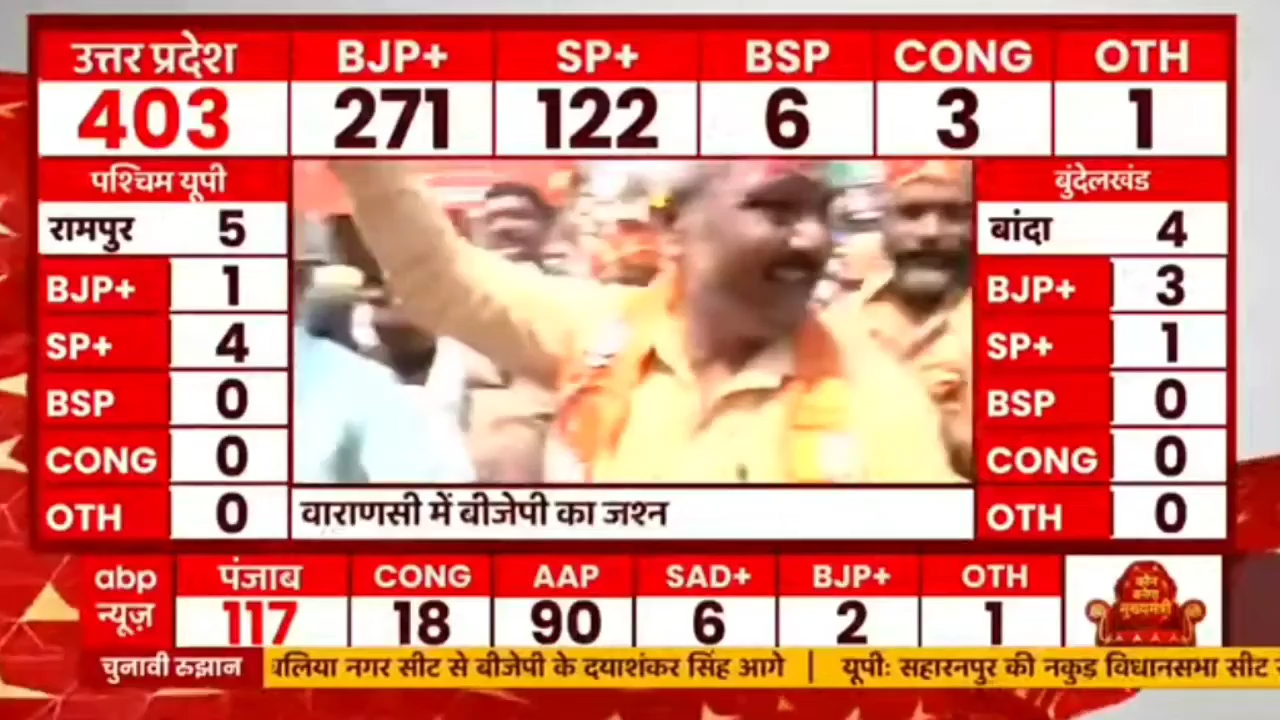 उत्तर प्रदेश BJP+ SP+ BSP CONG OTH
403 271 122 6 3 1
पश्चिम यूपी
रामपुर 5
BJP+ 1
SP+ 4
BSP 0
CONG 0
OTH 0
बुंदेलखंड
बांदा 4
BJP+ 3
SP+ 1
BSP 0
CONG 0
OTH 0
वाराणसी में बीजेपी का जश्न
abp न्यूज़
पंजाब CONG AAP SAD+ BJP+ OTH
117 18 90 6 2 1
कौन
बनेगा
मुख्यमंत्री
चुनावी रुझान
बलिया नगर सीट से बीजेपी के दयाशंकर सिंह आगे | यूपीः सहारनपुर की नकुड़ विधानसभा सीट